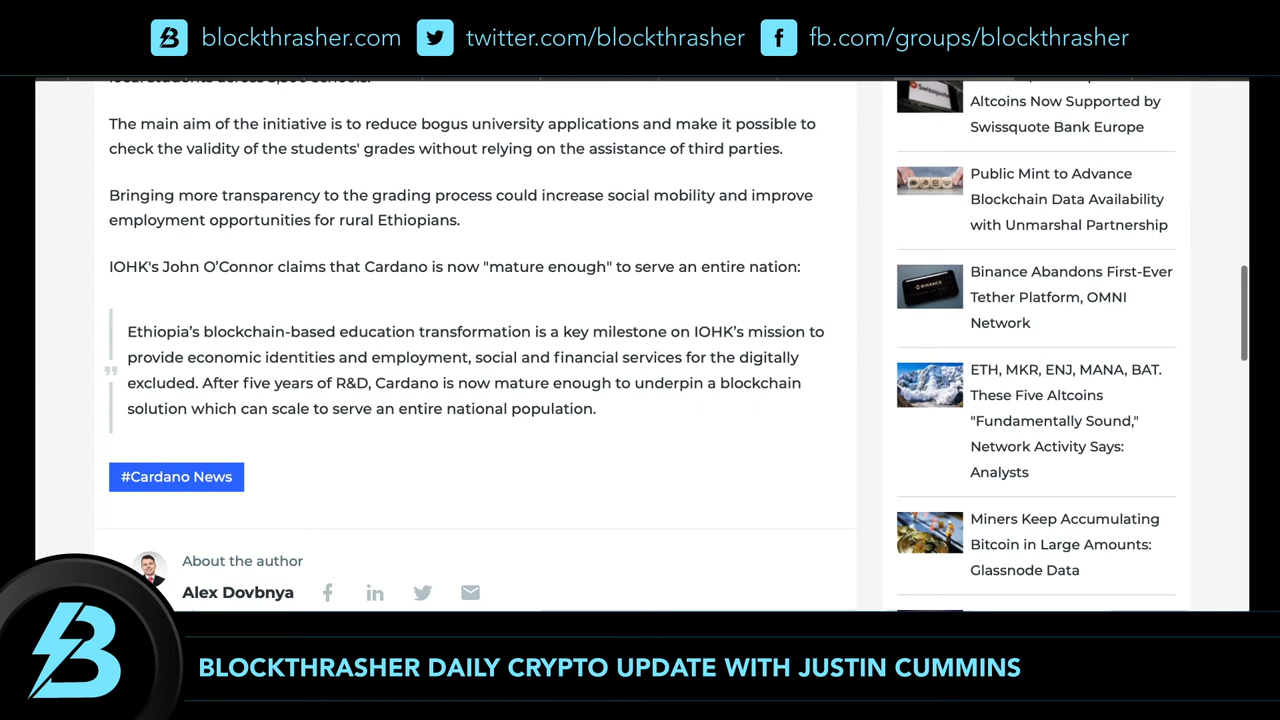 blockthrasher.com
twitter.com/blockthrasher
fb.com/groups/blockthrasher
The main aim of the initiative is to reduce bogus university applications and make it possible to
check the validity of the students' grades without relying on the assistance of third parties.
Bringing more transparency to the grading process could increase social mobility and improve
employment opportunities for rural Ethiopians.
IOHK's John O’Connor claims that Cardano is now "mature enough" to serve an entire nation:
Ethiopia’s blockchain-based education transformation is a key milestone on IOHK’s mission to
provide economic identities and employment, social and financial services for the digitally
excluded. After five years of R&D, Cardano is now mature enough to underpin a blockchain
solution which can scale to serve an entire national population.
#Cardano News
About the author
Alex Dovbnya
Altcoins Now Supported by
Swissquote Bank Europe
Public Mint to Advance
Blockchain Data Availability
with Unmarshal Partnership
Binance Abandons First-Ever
Tether Platform, OMNI
Network
ETH, MKR, ENJ, MANA, BAT.
These Five Altcoins
"Fundamentally Sound,"
Network Activity Says:
Analysts
Miners Keep Accumulating
Bitcoin in Large Amounts:
Glassnode Data
BLOCKTHRASHER DAILY CRYPTO UPDATE WITH JUSTIN CUMMINS